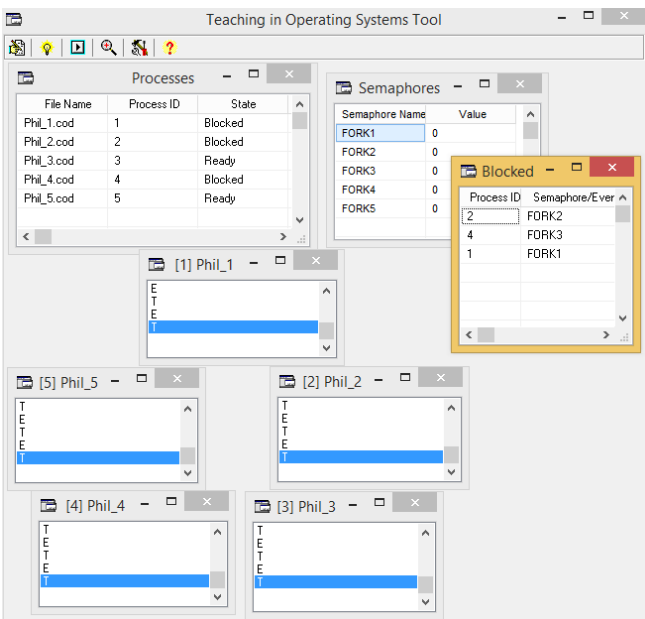 Teaching in Operating Systems Tool
Processes
File Name Process ID State
Phil_1.cod 1 Blocked
Phil_2.cod 2 Blocked
Phil_3.cod 3 Ready
Phil_4.cod 4 Blocked
Phil_5.cod 5 Ready
Semaphores
Semaphore Name Value
FORK1 0
FORK2 0
FORK3 0
FORK4 0
FORK5 0
Blocked
Process ID Semaphore/Ever
2 FORK2
4 FORK3
1 FORK1
[1] Phil_1
E
T
E
T
[5] Phil_5
T
E
T
E
T
[2] Phil_2
T
E
T
E
T
[4] Phil_4
T
E
T
E
T
[3] Phil_3
T
E
T
E
T